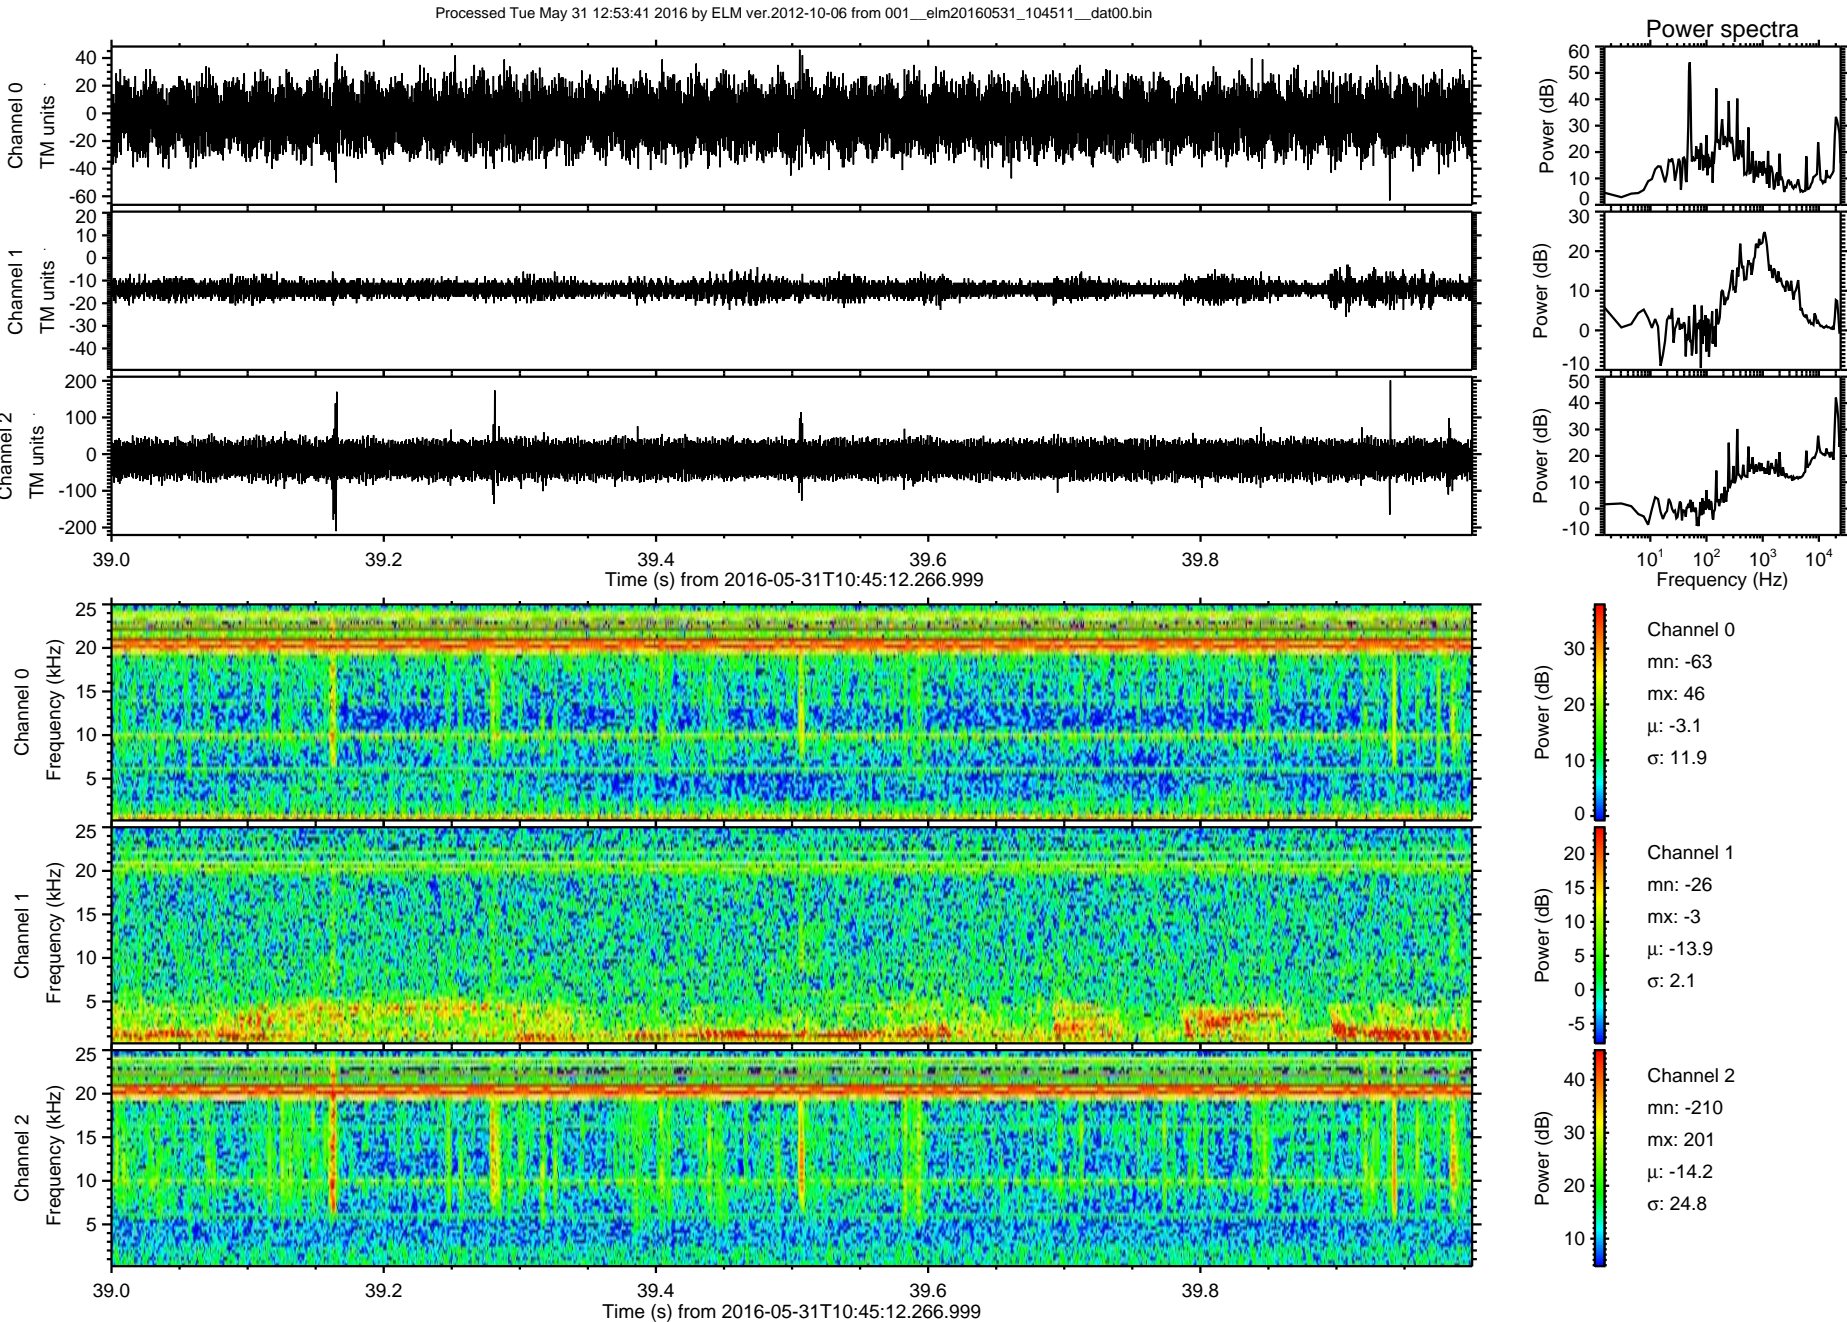 Processed Tue May 31 12:53:41 2016 by ELM ver.2012-10-06 from 001__elm20160531_104511__dat00.bin
Power spectra
Channel 0
TM units
40
20
0
-20
-40
-60
Power (dB)
60
50
40
30
20
10
0
Channel 1
TM units
20
10
0
-10
-20
-30
-40
Power (dB)
30
20
10
0
-10
Channel 2
TM units
200
100
0
-100
-200
Power (dB)
50
40
30
20
10
0
-10
39.0 39.2 39.4 39.6 39.8
Time (s) from 2016-05-31T10:45:12.266.999
10^1 10^2 10^3 10^4
Frequency (Hz)
Channel 0
Frequency (kHz)
25
20
15
10
5
Power (dB)
30
20
10
0
Channel 0
mn: -63
mx: 46
μ: -3.1
σ: 11.9
Channel 1
Frequency (kHz)
25
20
15
10
5
Power (dB)
20
15
10
5
0
-5
Channel 1
mn: -26
mx: -3
μ: -13.9
σ: 2.1
Channel 2
Frequency (kHz)
25
20
15
10
5
Power (dB)
40
30
20
10
Channel 2
mn: -210
mx: 201
μ: -14.2
σ: 24.8
39.0 39.2 39.4 39.6 39.8
Time (s) from 2016-05-31T10:45:12.266.999